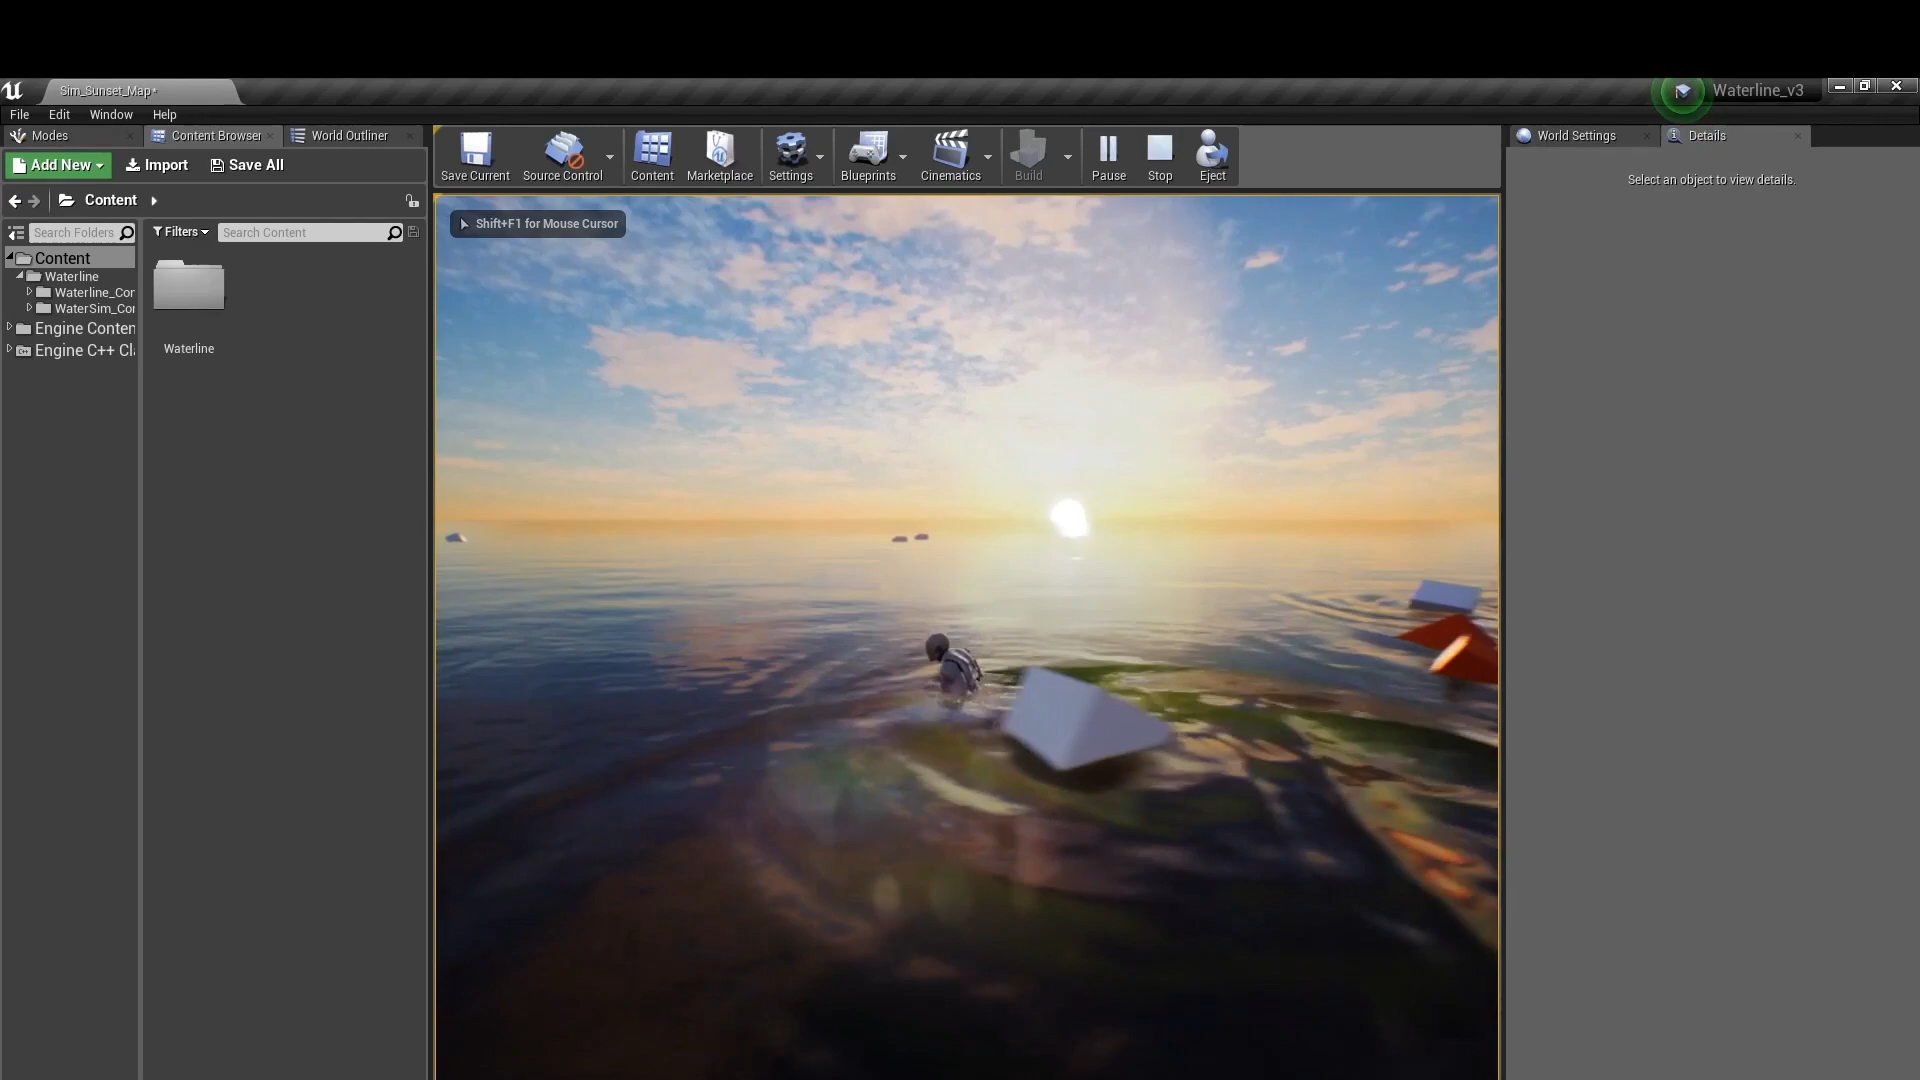 Sim_Sunset_Map*
Waterline_v3
File Edit Window Help
Modes Content Browser World Outliner
World Settings Details
Add New Import Save All
Save Current Source Control Content Marketplace Settings Blueprints Cinematics Build Pause Stop Eject
Select an object to view details.
Content
Shift+F1 for Mouse Cursor
Search Folders Filters Search Content
Content
Waterline
Waterline_Cor
WaterSim_Cor
Engine Conten
Engine C++ Cl
Waterline